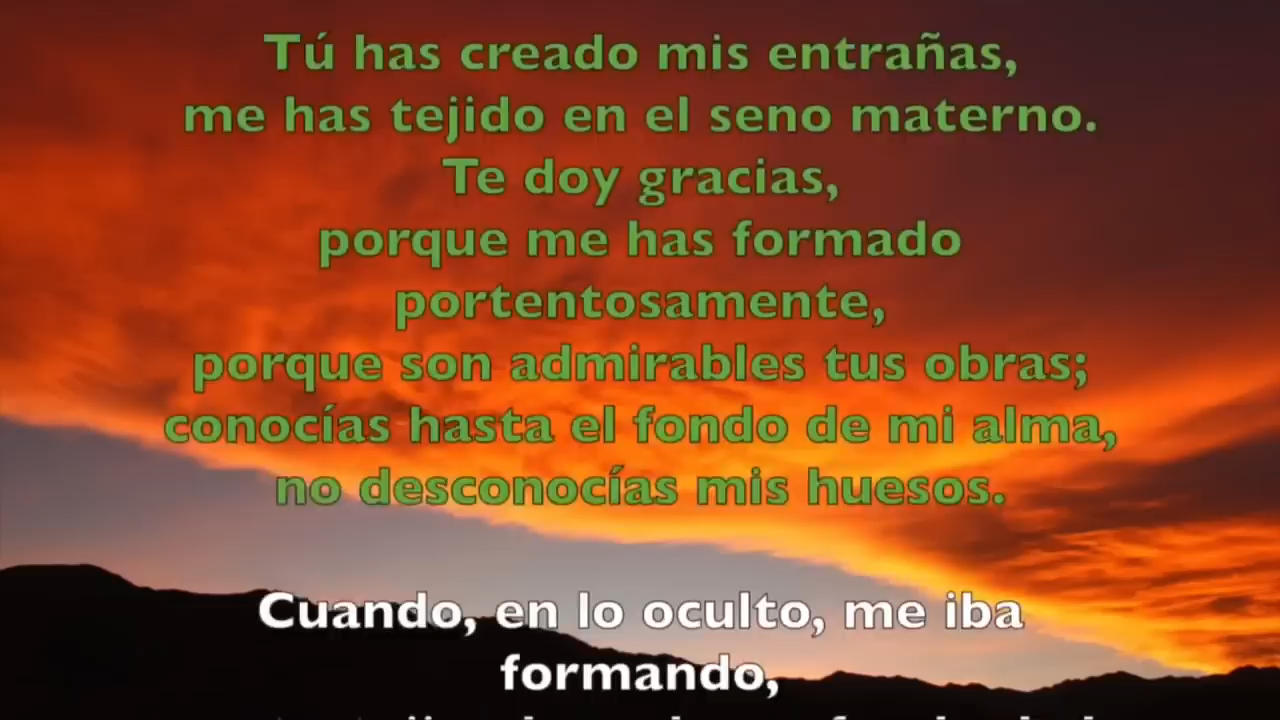 Tú has creado mis entrañas,
me has tejido en el seno materno.
Te doy gracias,
porque me has formado
portentosamente,
porque son admirables tus obras;
conocías hasta el fondo de mi alma,
no desconocías mis huesos.
Cuando, en lo oculto, me iba
formando,